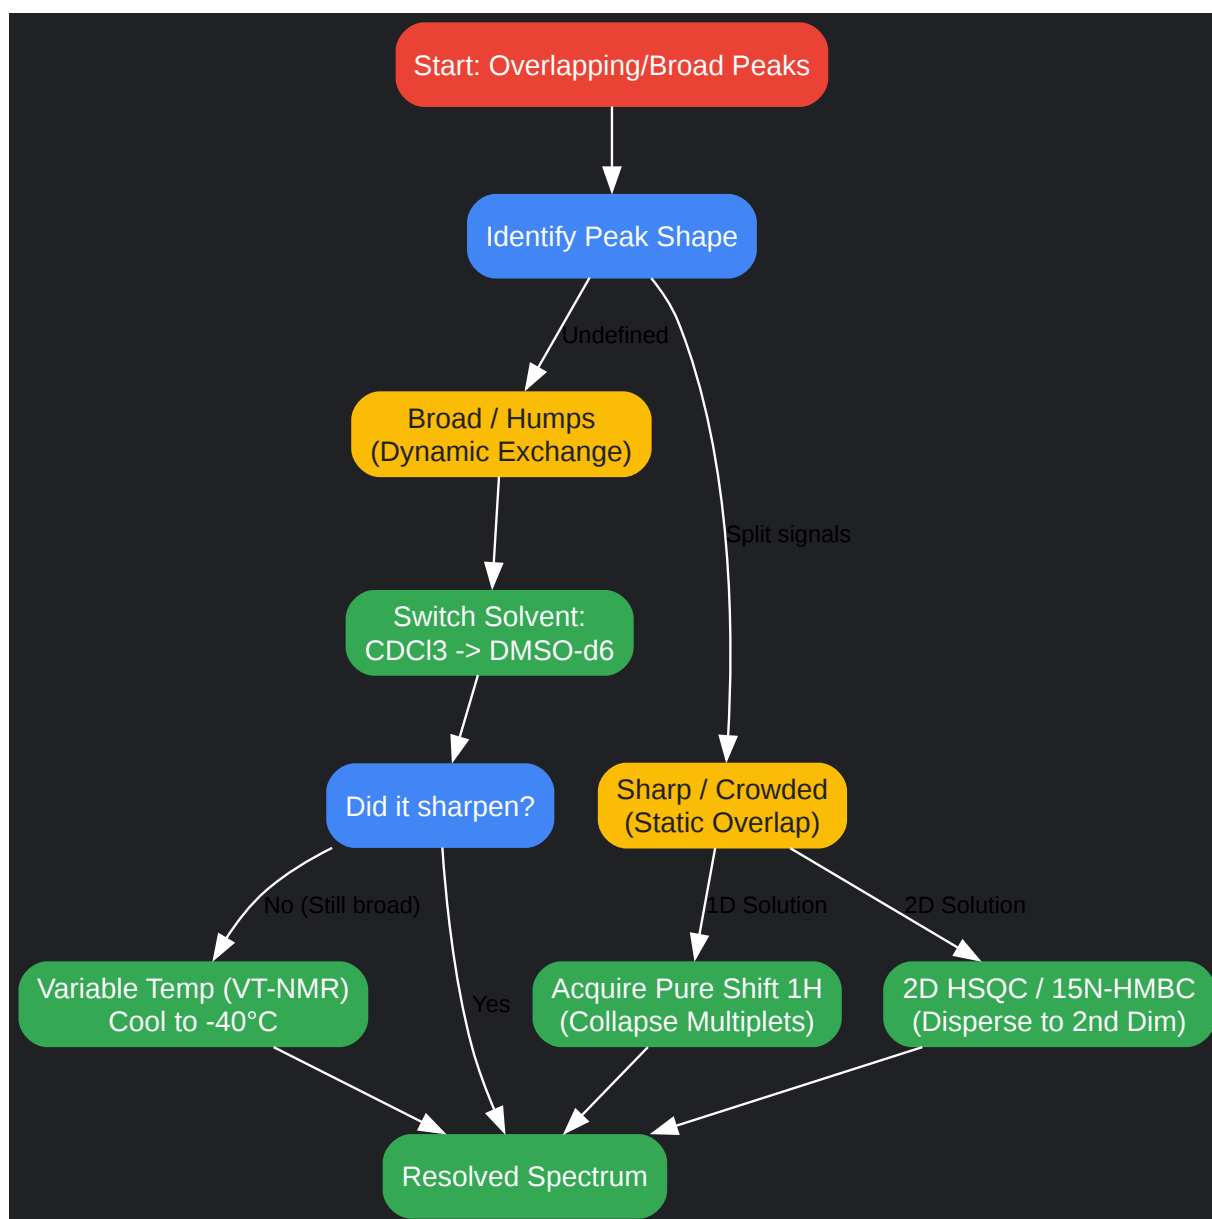 Start: Overlapping/Broad Peaks
Identify Peak Shape
Undefined
Broad / Humps
(Dynamic Exchange)
Split signals
Switch Solvent:
CDCl3 -> DMSO-d6
Did it sharpen?
Sharp / Crowded
(Static Overlap)
No (Still broad)
Yes
1D Solution
2D Solution
Variable Temp (VT-NMR)
Cool to -40°C
Acquire Pure Shift 1H
(Collapse Multiplets)
2D HSQC / 15N-HMBC
(Disperse to 2nd Dim)
Resolved Spectrum